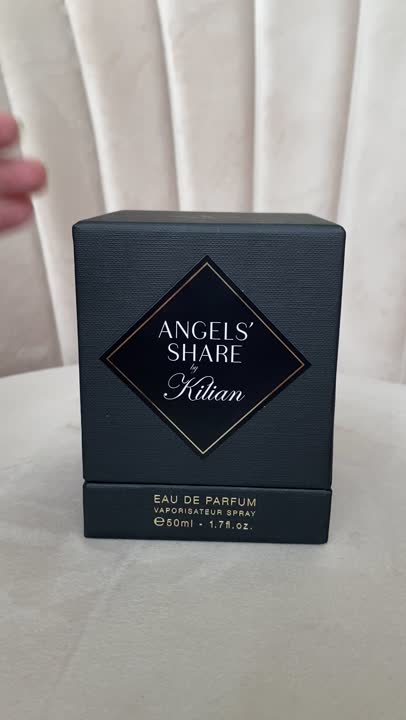 ANGELS'
SHARE
by
Kilian
EAU DE PARFUM
VAPORISATEUR SPRAY
℮50ml - 1.7fl.oz.